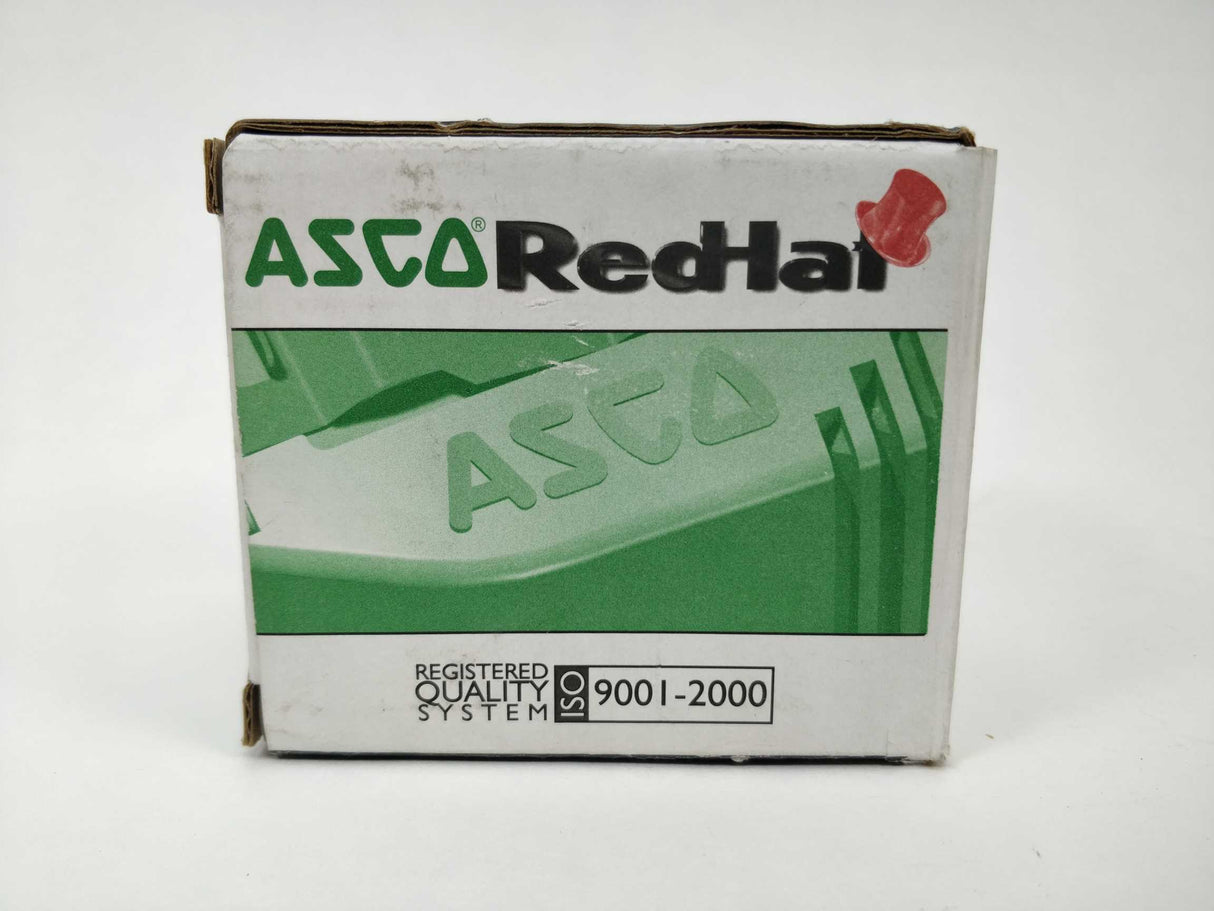 ASCO® RedHat
ASCO
REGISTERED
QUALITY
SYSTEM
ISO 9001-2000